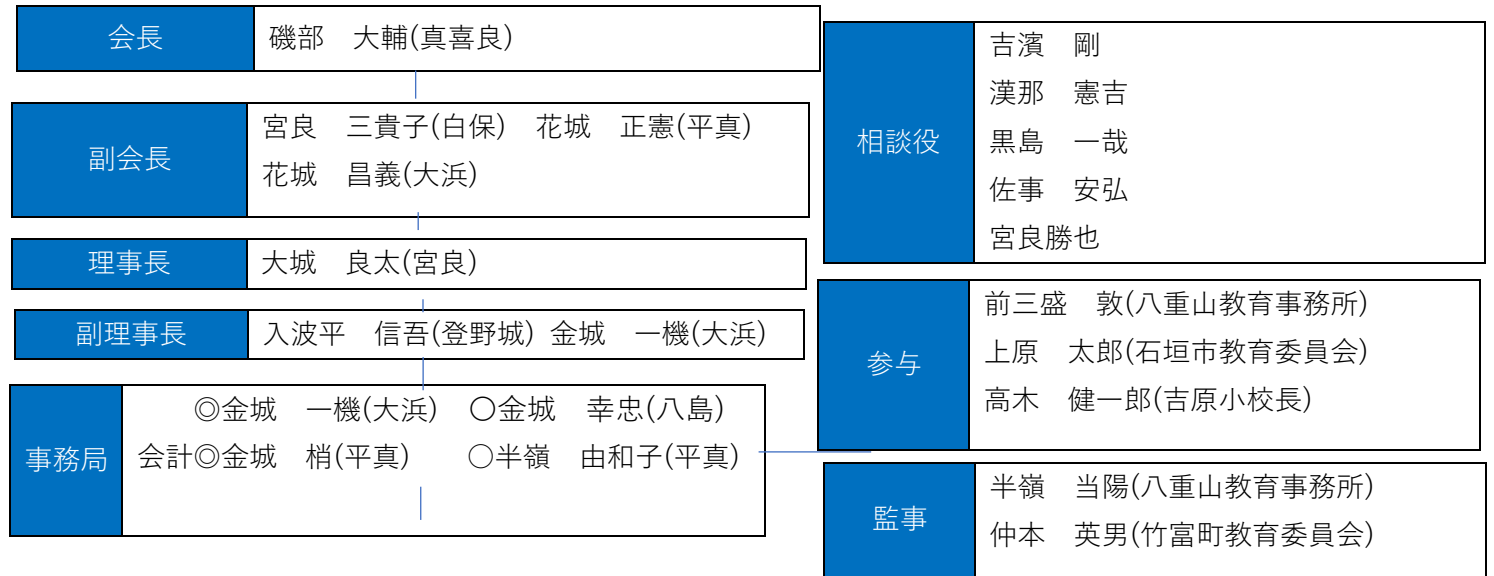 会長
磯部　大輔(真喜良)
副会長
宮良　三貴子(白保)　花城　正憲(平真)
花城　昌義(大浜)
理事長
大城　良太(宮良)
副理事長
入波平　信吾(登野城) 金城　一機(大浜)
事務局
◎金城　一機(大浜)　〇金城　幸忠(八島)
会計◎金城　梢(平真)　　○半嶺　由和子(平真)
相談役
吉濱　剛
漢那　憲吉
黒島　一哉
佐事　安弘
宮良勝也
参与
前三盛　敦(八重山教育事務所)
上原　太郎(石垣市教育委員会)
高木　健一郎(吉原小校長)
監事
半嶺　当陽(八重山教育事務所)
仲本　英男(竹富町教育委員会)